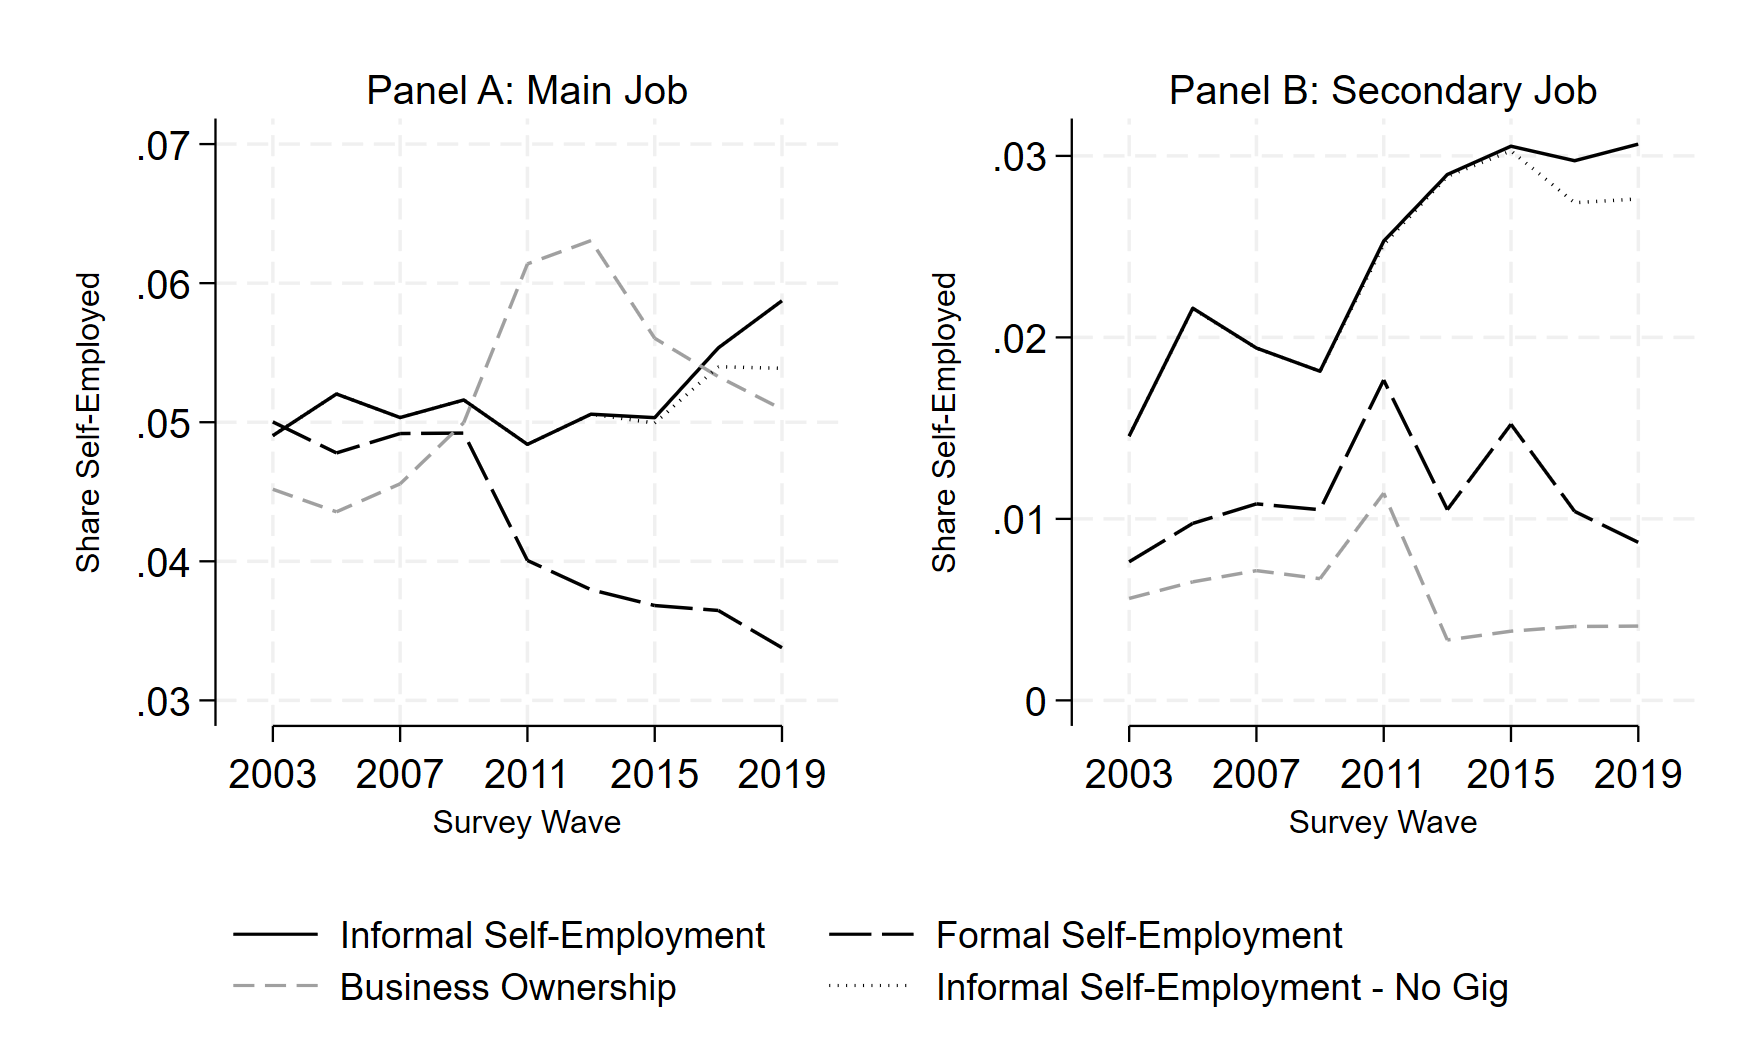 Panel A: Main Job
Share Self-Employed
.07
.06
.05
.04
.03
2003 2007 2011 2015 2019
Survey Wave
Panel B: Secondary Job
Share Self-Employed
.03
.02
.01
0
2003 2007 2011 2015 2019
Survey Wave
Informal Self-Employment
Formal Self-Employment
Business Ownership
Informal Self-Employment - No Gig